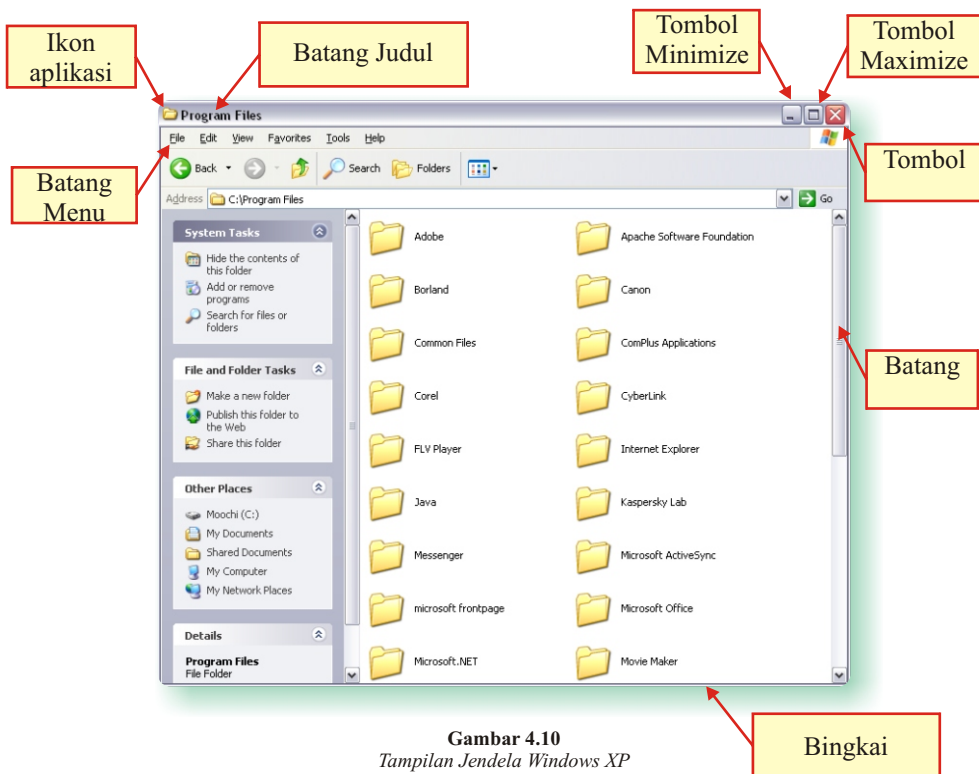 Ikon
aplikasi
Batang Judul
Tombol
Minimize
Tombol
Maximize
Program Files
File Edit View Favorites Tools Help
Tombol
Back Search Folders
Batang
Menu
Address C:\Program Files Go
System Tasks
Hide the contents of
this folder
Add or remove
programs
Search for files or
folders
File and Folder Tasks
Make a new folder
Publish this folder to
the Web
Share this folder
Other Places
Moochi (C:)
My Documents
Shared Documents
My Computer
My Network Places
Details
Program Files
File Folder
Adobe Apache Software Foundation
Borland Canon
Common Files ComPlus Applications
Corel CyberLink
FLV Player Internet Explorer
Java Kaspersky Lab
Messenger Microsoft ActiveSync
microsoft frontpage Microsoft Office
Microsoft.NET Movie Maker
Batang
Bingkai
Gambar 4.10
Tampilan Jendela Windows XP